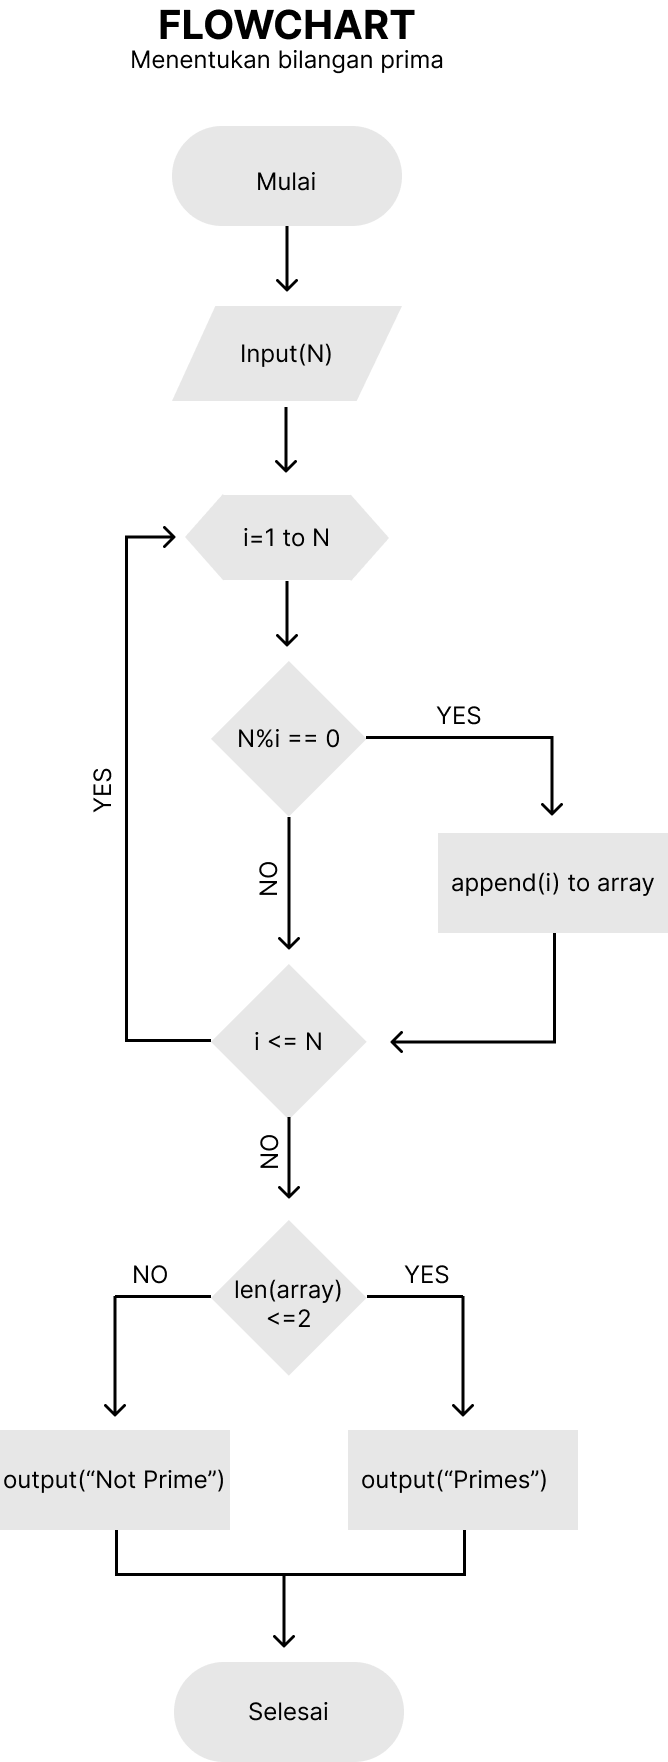 FLOWCHART
Menentukan bilangan prima
Mulai
Input(N)
i=1 to N
N%i == 0
YES
YES
NO
append(i) to array
i <= N
NO
len(array)
<=2
NO
YES
output(“Not Prime”)
output(“Primes”)
Selesai